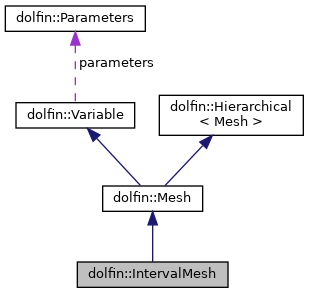 dolfin::Parameters
parameters
dolfin::Variable
dolfin::Hierarchical
< Mesh >
dolfin::Mesh
dolfin::IntervalMesh